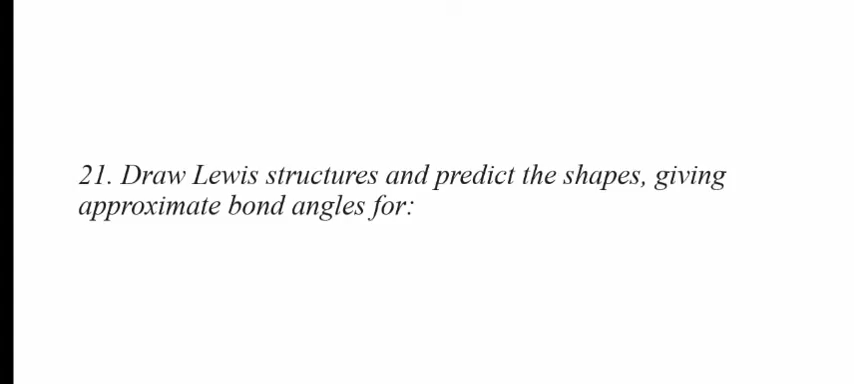 21. Draw Lewis structures and predict the shapes, giving
approximate bond angles for: